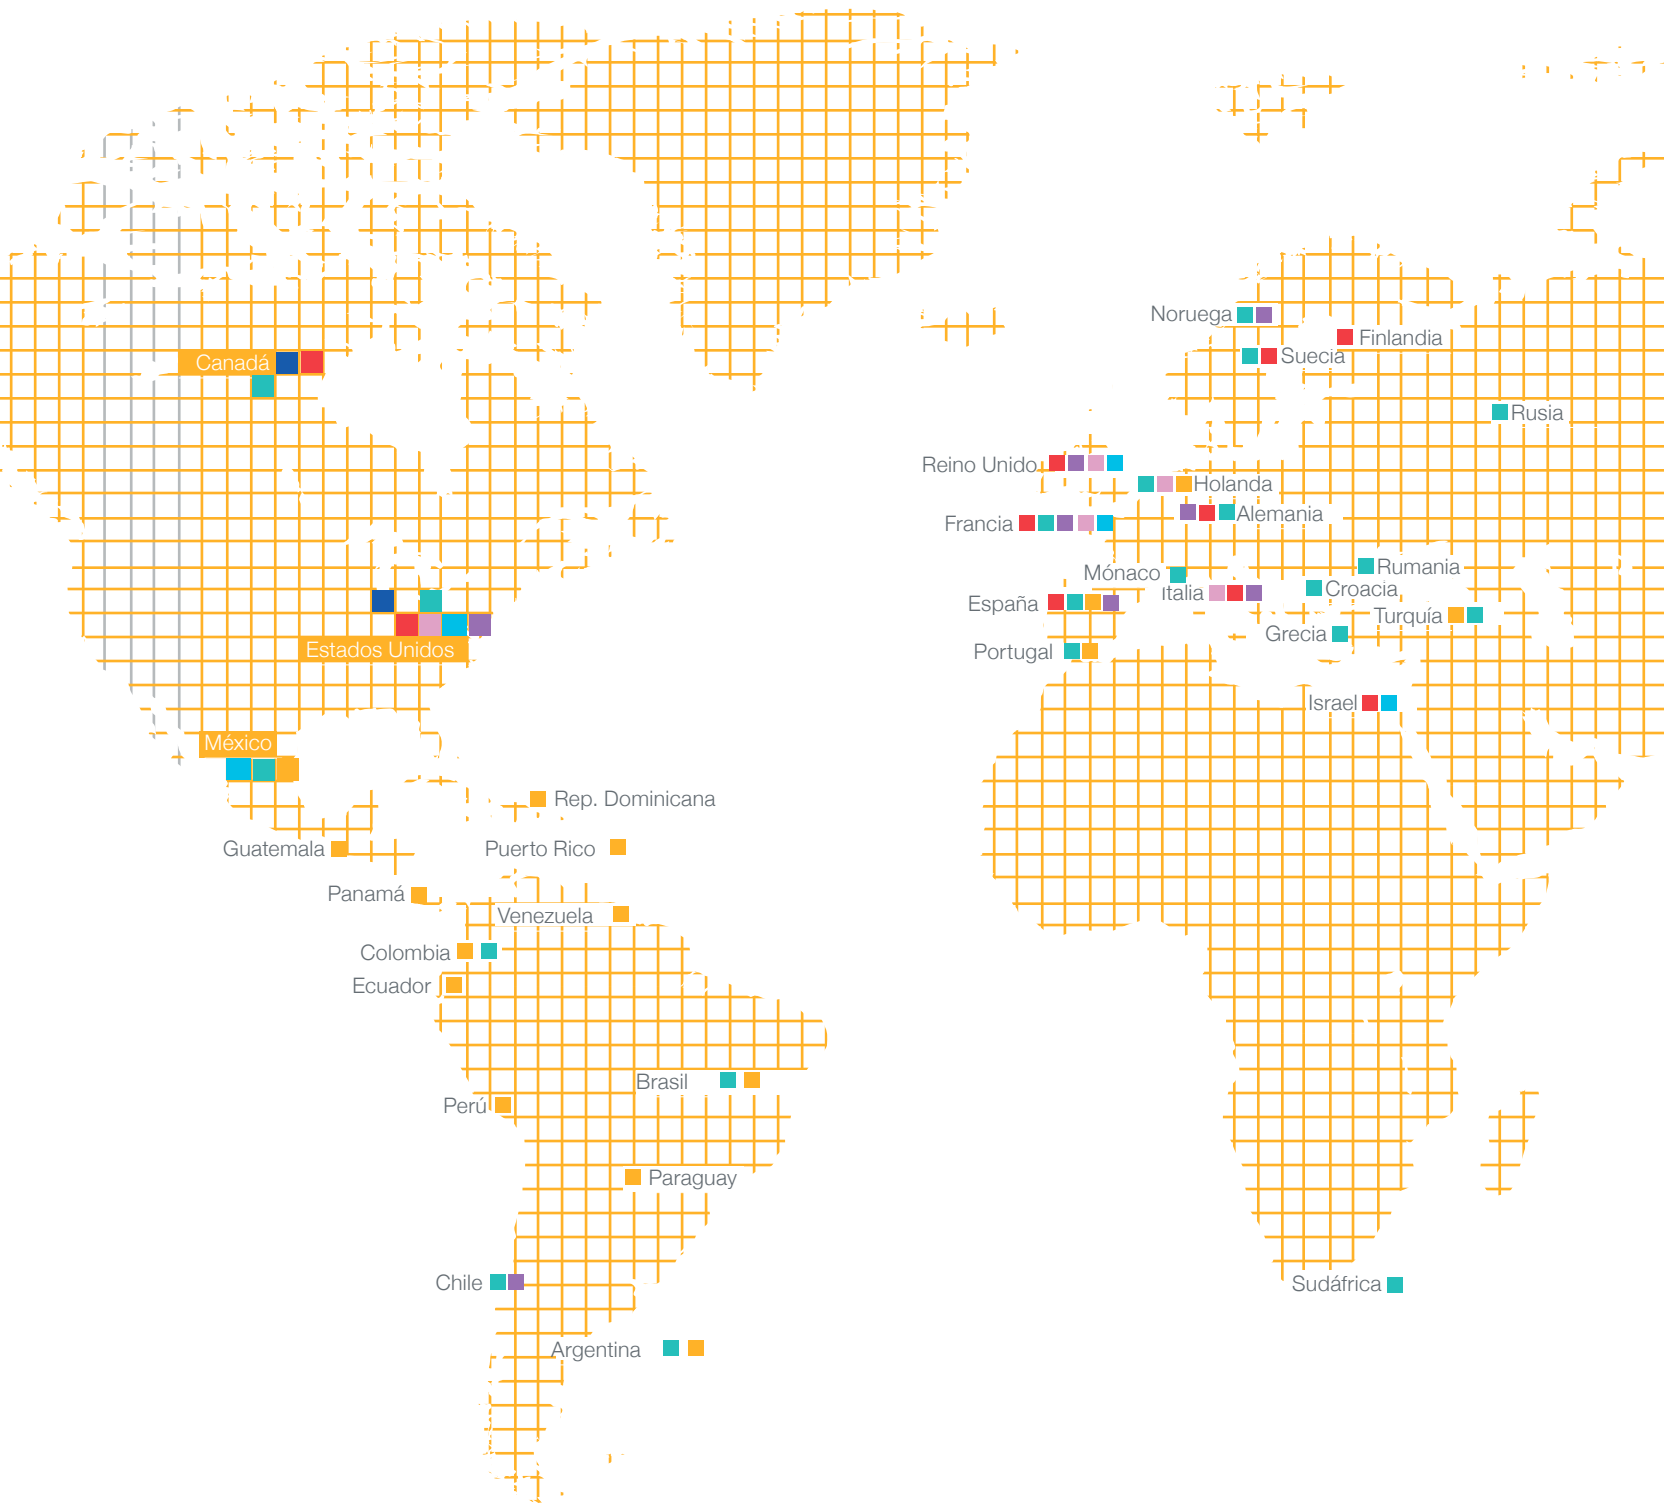 Noruega
Finlandia
Suecia
Canadá
Rusia
Reino Unido
Holanda
Francia
Alemania
Mónaco
Rumania
Italia
Croacia
España
Turquía
Grecia
Estados Unidos
Portugal
Israel
México
Rep. Dominicana
Guatemala
Puerto Rico
Panamá
Venezuela
Colombia
Ecuador
Brasil
Perú
Paraguay
Chile
Sudáfrica
Argentina